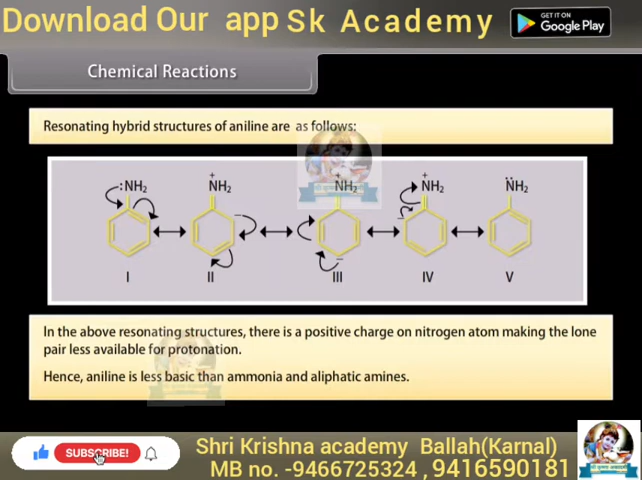 Download Our app Sk Academy
GET IT ON
Google Play
Chemical Reactions
Resonating hybrid structures of aniline are as follows:
:NH₂ +NH₂ +NH₂ +NH₂ ..NH₂
I II III IV V
In the above resonating structures, there is a positive charge on nitrogen atom making the lone
pair less available for protonation.
Hence, aniline is less basic than ammonia and aliphatic amines.
SUBSCRIBE!
Shri Krishna academy Ballah(Karnal)
MB no. -9466725324 , 9416590181